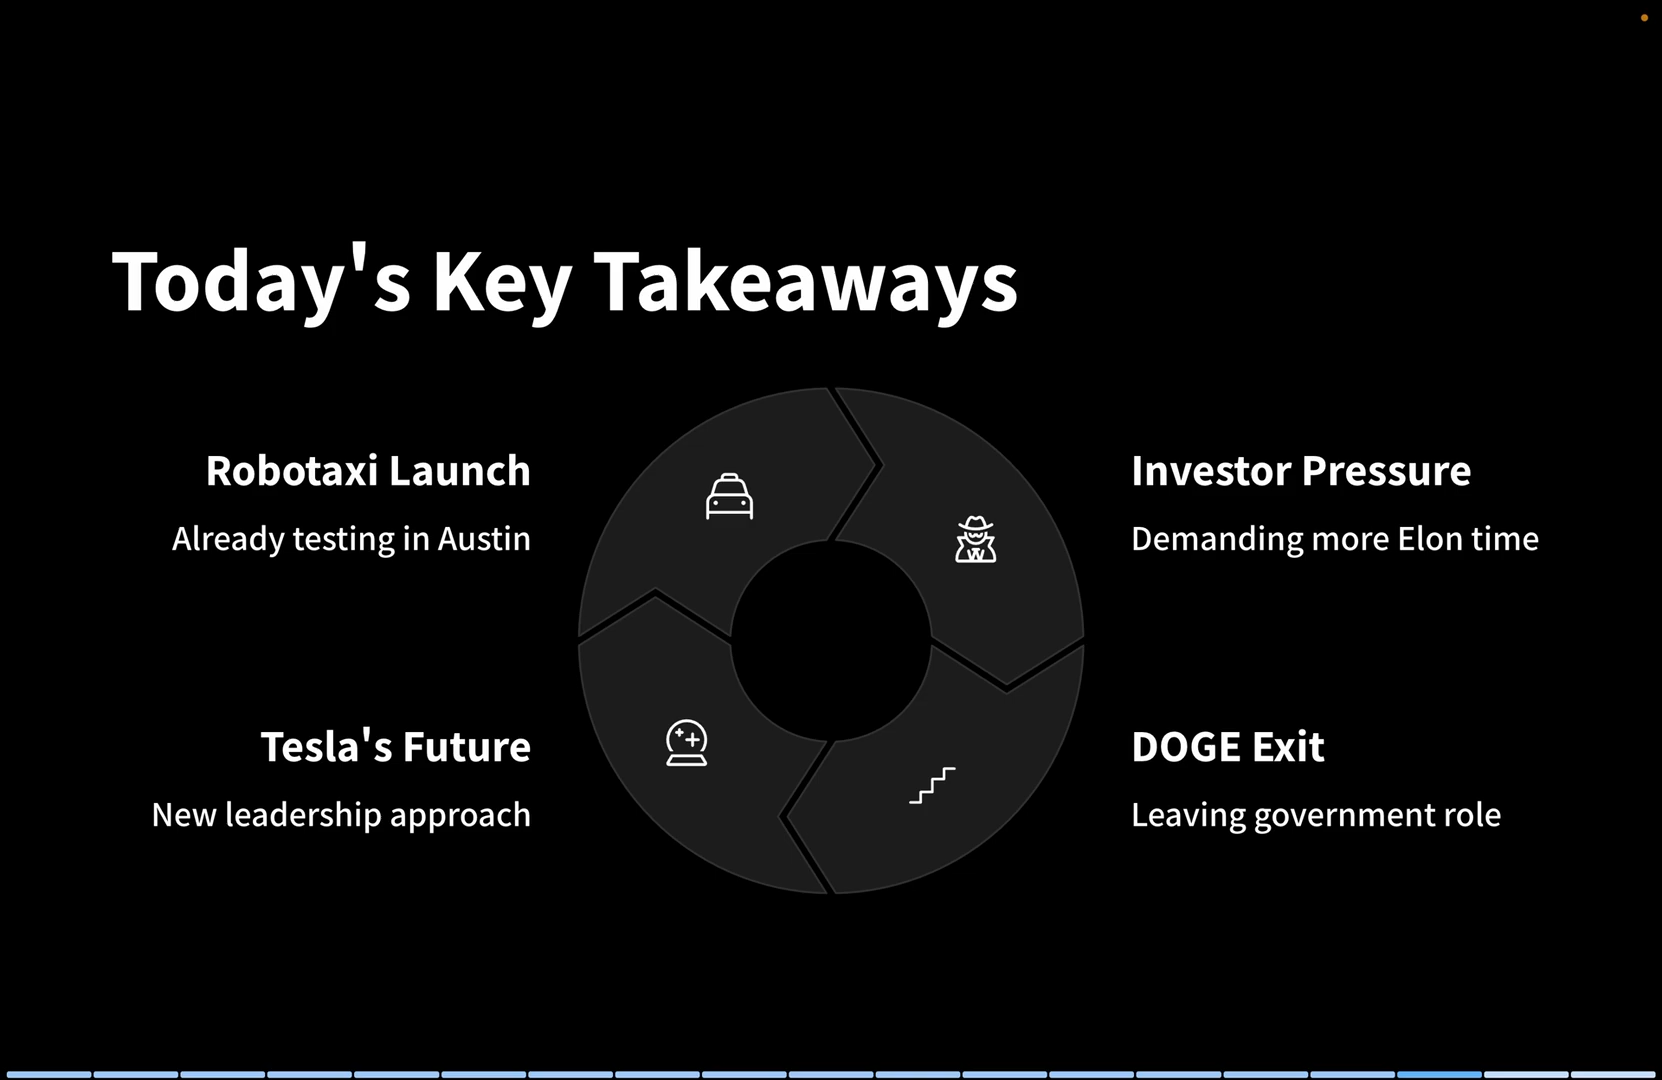 Today's Key Takeaways
Robotaxi Launch
Already testing in Austin
Investor Pressure
Demanding more Elon time
Tesla's Future
New leadership approach
DOGE Exit
Leaving government role